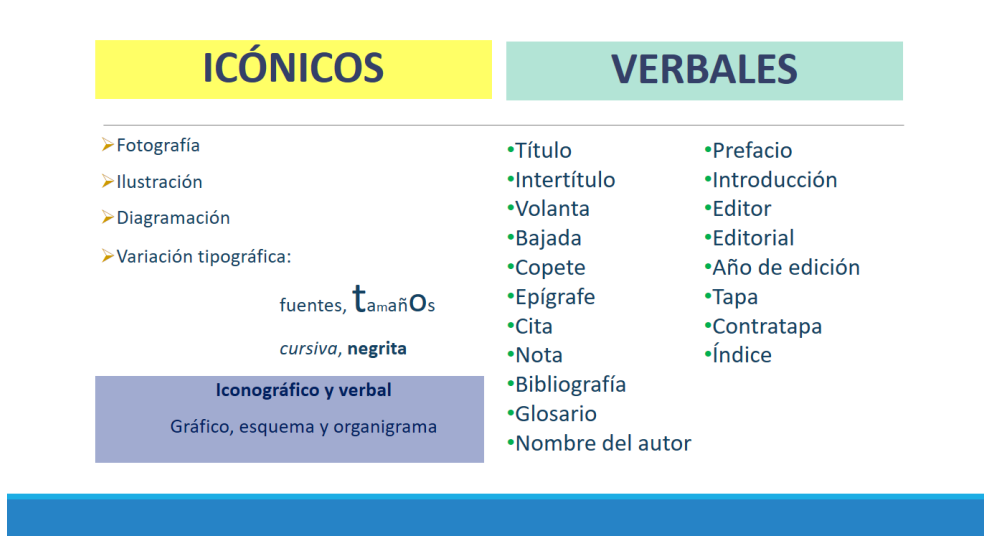 ICÓNICOS
VERBALES
Fotografía
Ilustración
Diagramación
Variación tipográfica:
fuentes, tamañOs
cursiva, negrita
Iconográfico y verbal
Gráfico, esquema y organigrama
•Título
•Intertítulo
•Volanta
•Bajada
•Copete
•Epígrafe
•Cita
•Nota
•Bibliografía
•Glosario
•Nombre del autor
•Prefacio
•Introducción
•Editor
•Editorial
•Año de edición
•Tapa
•Contratapa
•Índice